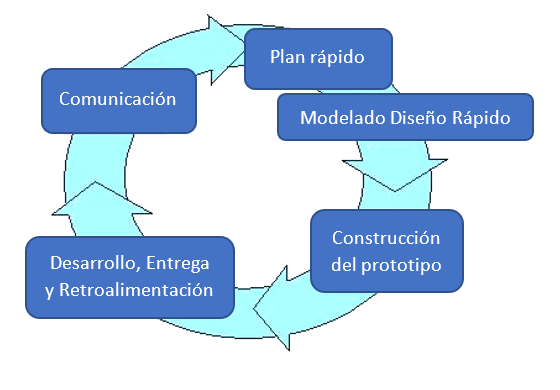 Plan rápido
Comunicación
Modelado Diseño Rápido
Construcción
del prototipo
Desarrollo, Entrega
y Retroalimentación